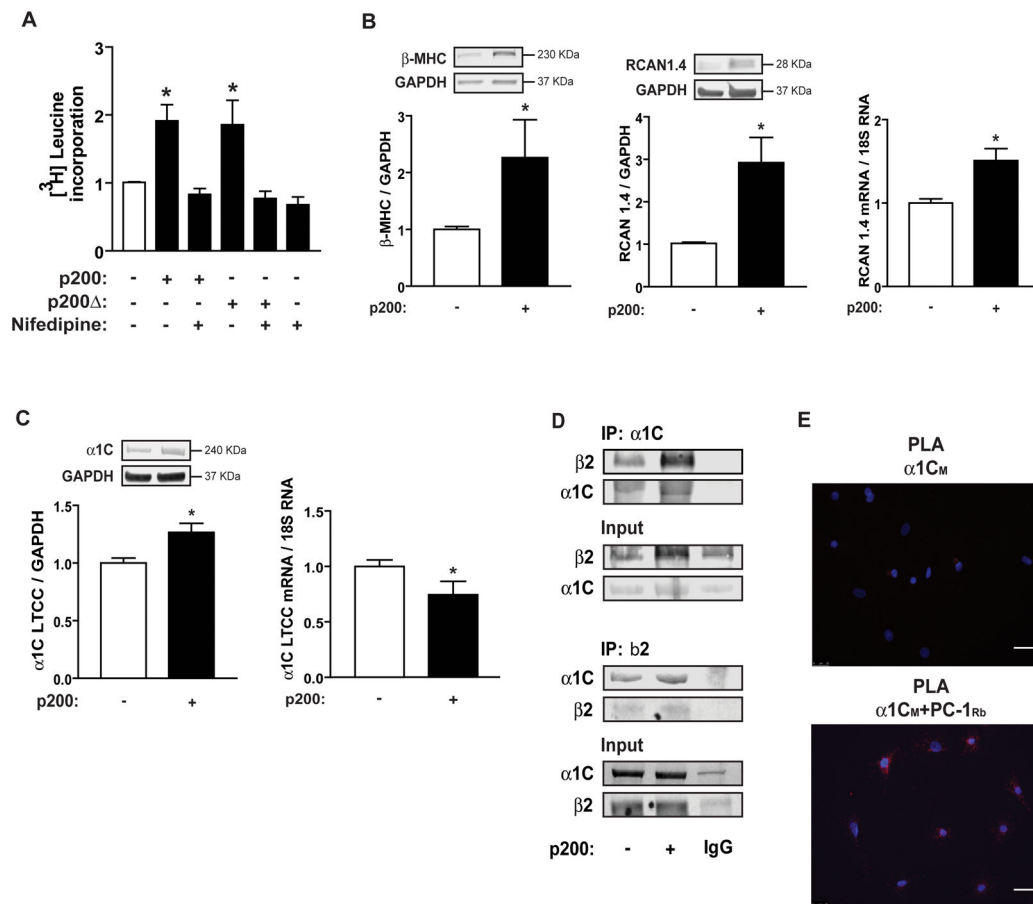 A
[³H] Leucine
incorporation
3
2
1
0
* *
p200: - + + - - -
p200Δ: - - - + + -
Nifedipine: - - + - + +
B
β-MHC
230 KDa
GAPDH
37 KDa
β-MHC / GAPDH
3
2
1
0
*
p200: - +
RCAN1.4
28 KDa
GAPDH
37 KDa
RCAN 1.4 / GAPDH
4
3
2
1
0
*
p200: - +
RCAN 1.4 mRNA / 18S RNA
2
1
0
*
p200: - +
C
α1C
240 KDa
GAPDH
37 KDa
α1C LTCC / GAPDH
1.5
1.0
0.5
0.0
*
p200: - +
α1C LTCC mRNA / 18S RNA
1.5
1.0
0.5
0.0
*
p200: - +
D
IP: α1C
β2
α1C
Input
β2
α1C
IP: b2
α1C
β2
Input
α1C
β2
p200: - + IgG
E
PLA
α1CM
PLA
α1CM+PC-1Rb